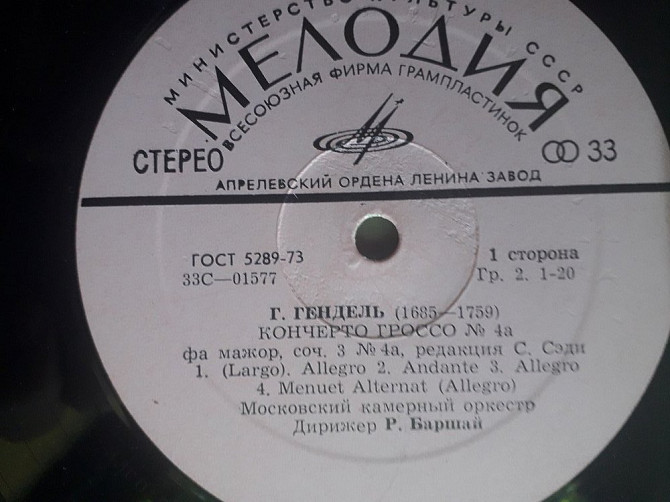 МИНИСТЕРСТВО КУЛЬТУРЫ СССР
МЕЛОДИЯ
ВСЕСОЮЗНАЯ ФИРМА ГРАМПЛАСТИНОК
СТЕРЕО
33
АПРЕЛЕВСКИЙ ОРДЕНА ЛЕНИНА ЗАВОД
ГОСТ 5289-73
1 сторона
33С—01577
Гр. 2. 1-20
Г. ГЕНДЕЛЬ (1685—1759)
КОНЧЕРТО ГРОССО № 4а
фа мажор, соч. 3 № 4а, редакция С. Сэди
1. (Largo). Allegro 2. Andante 3. Allegro
4. Menuet Alternat (Allegro)
Московский камерный оркестр
Дирижер Р. Баршай